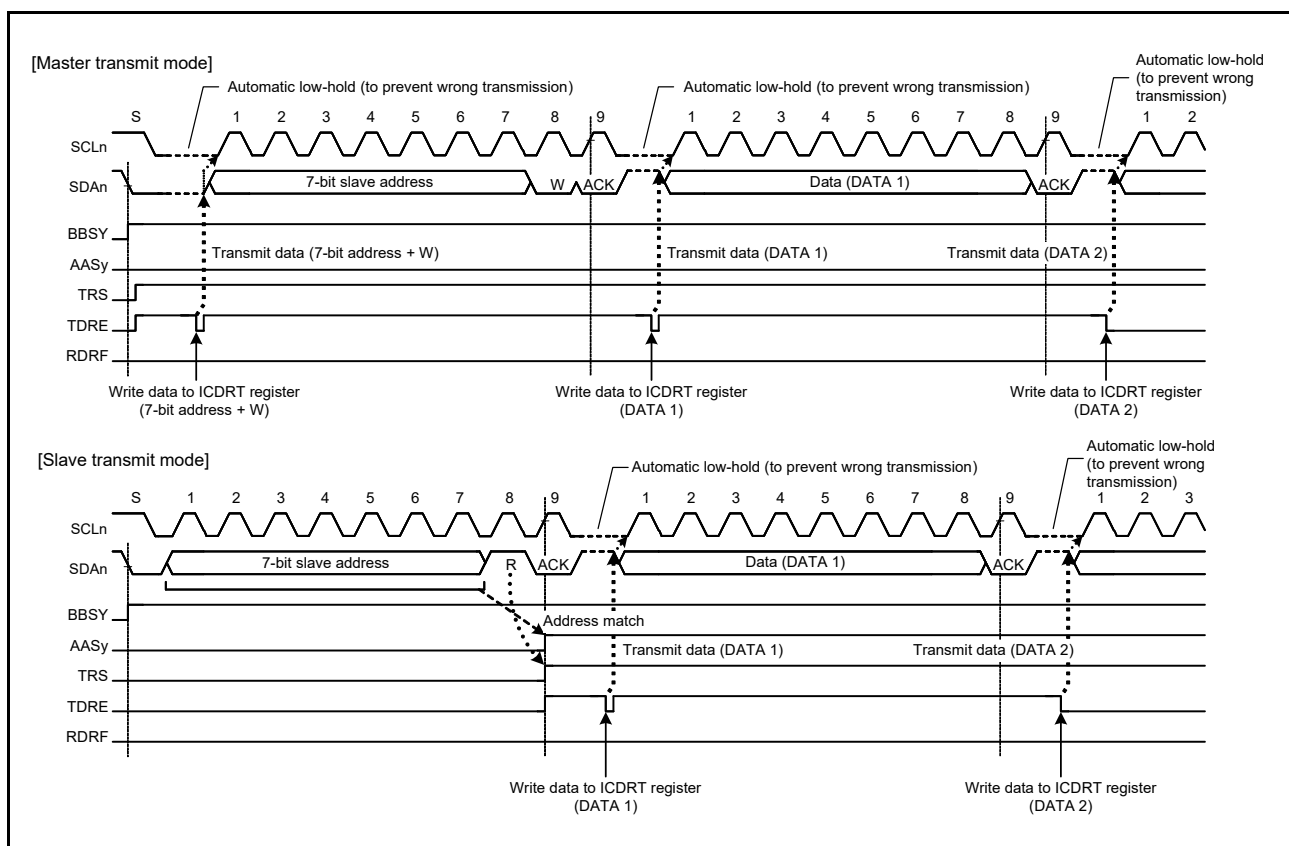 [Master transmit mode]
Automatic low-hold (to prevent wrong transmission)
Automatic low-hold (to prevent wrong transmission)
Automatic low-hold
(to prevent wrong
transmission)
S 1 2 3 4 5 6 7 8 9 1 2 3 4 5 6 7 8 9 1 2
SCLn
SDAn 7-bit slave address W ACK Data (DATA 1) ACK
BBSY
Transmit data (7-bit address + W) Transmit data (DATA 1) Transmit data (DATA 2)
AASy
TRS
TDRE
RDRF
Write data to ICDRT register
(7-bit address + W)
Write data to ICDRT register
(DATA 1)
Write data to ICDRT register
(DATA 2)
[Slave transmit mode]
Automatic low-hold (to prevent wrong transmission)
Automatic low-hold
(to prevent wrong
transmission)
S 1 2 3 4 5 6 7 8 9 1 2 3 4 5 6 7 8 9 1 2 3
SCLn
SDAn 7-bit slave address R ACK Data (DATA 1) ACK
BBSY
Address match
AASy
Transmit data (DATA 1) Transmit data (DATA 2)
TRS
TDRE
RDRF
Write data to ICDRT register
(DATA 1)
Write data to ICDRT register
(DATA 2)